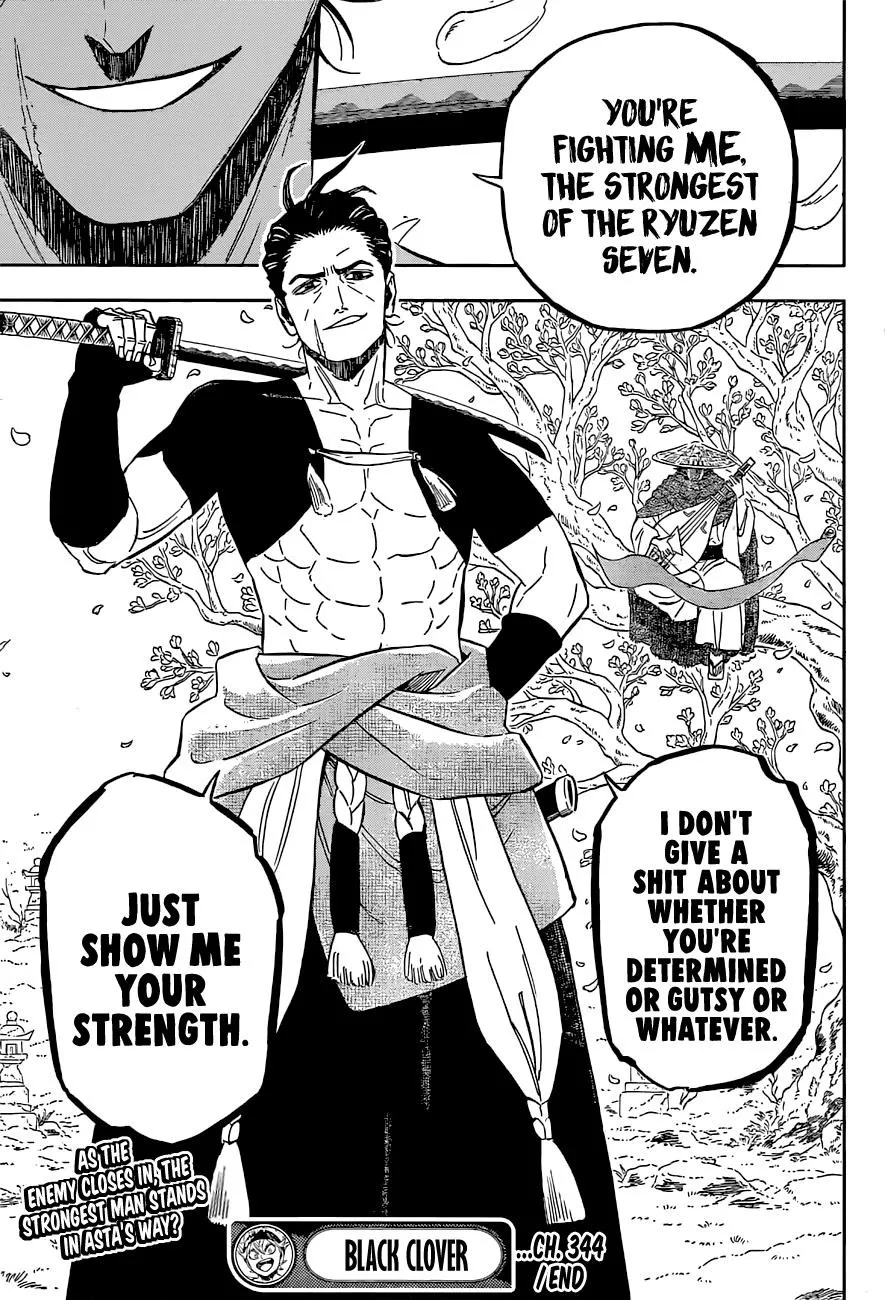 YOU'RE
FIGHTING ME,
THE STRONGEST
OF THE RYUZEN
SEVEN.
I DON'T
GIVE A
SHIT ABOUT
WHETHER
YOU'RE
DETERMINED
OR GUTSY OR
WHATEVER.
JUST
SHOW ME
YOUR
STRENGTH.
AS THE
ENEMY CLOSES IN, THE
STRONGEST MAN STANDS
IN ASTA'S WAY?
BLACK CLOVER
...CH. 344
/END